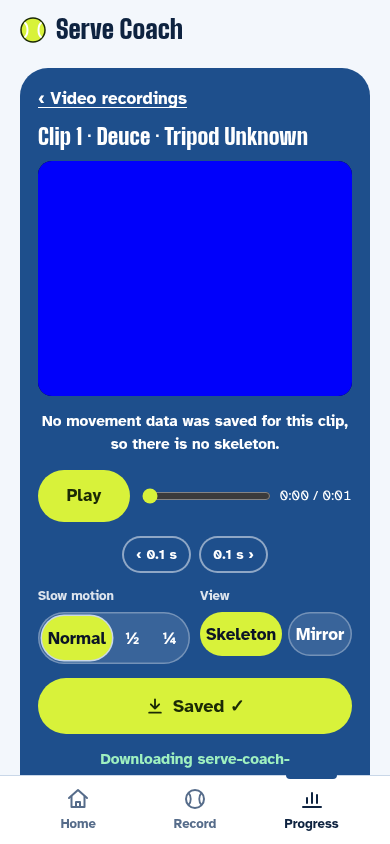 Serve Coach
‹ Video recordings
Clip 1 · Deuce · Tripod Unknown
No movement data was saved for this clip,
so there is no skeleton.
Play
0:00 / 0:01
‹ 0.1 s
0.1 s ›
Slow motion
View
Normal
½
¼
Skeleton
Mirror
Saved ✓
Downloading serve-coach-
Home
Record
Progress